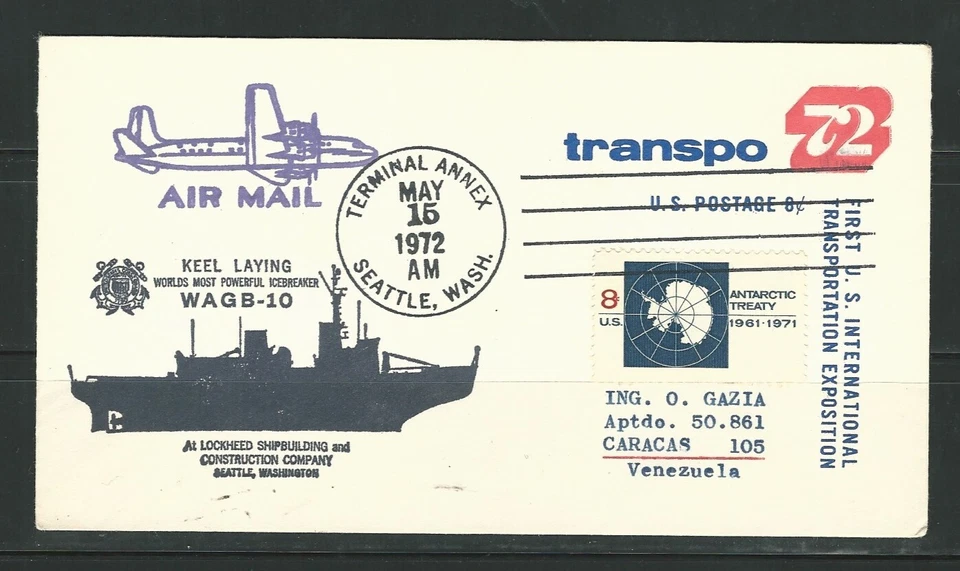 AIR MAIL
TERMINAL ANNEX
MAY
15
1972
AM
SEATTLE, WASH.
transpo 72
U.S. POSTAGE 8¢
FIRST U.S. INTERNATIONAL
TRANSPORTATION EXPOSITION
KEEL LAYING
WORLDS MOST POWERFUL ICEBREAKER
WAGB-10
8¢
U.S.
ANTARCTIC
TREATY
1961·1971
At LOCKHEED SHIPBUILDING and
CONSTRUCTION COMPANY
SEATTLE, WASHINGTON
ING. O. GAZIA
Aptdo. 50.861
CARACAS 105
Venezuela